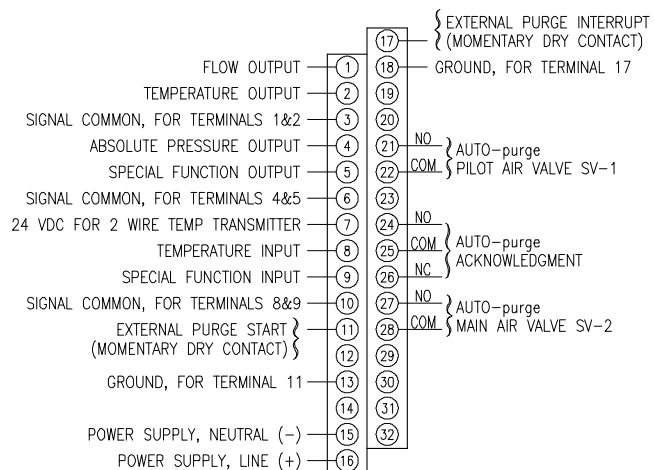 FLOW OUTPUT 1
TEMPERATURE OUTPUT 2
SIGNAL COMMON, FOR TERMINALS 1&2 3
ABSOLUTE PRESSURE OUTPUT 4
SPECIAL FUNCTION OUTPUT 5
SIGNAL COMMON, FOR TERMINALS 4&5 6
24 VDC FOR 2 WIRE TEMP TRANSMITTER 7
TEMPERATURE INPUT 8
SPECIAL FUNCTION INPUT 9
SIGNAL COMMON, FOR TERMINALS 8&9 10
EXTERNAL PURGE START 11
(MOMENTARY DRY CONTACT) 12
GROUND, FOR TERMINAL 11 13
14
POWER SUPPLY, NEUTRAL (-) 15
POWER SUPPLY, LINE (+) 16
EXTERNAL PURGE INTERRUPT
17 (MOMENTARY DRY CONTACT)
18 GROUND, FOR TERMINAL 17
19
20
21 NO AUTO-purge
22 COM PILOT AIR VALVE SV-1
23
24 NO
25 COM AUTO-purge
26 NC ACKNOWLEDGMENT
27 NO AUTO-purge
28 COM MAIN AIR VALVE SV-2
29
30
31
32